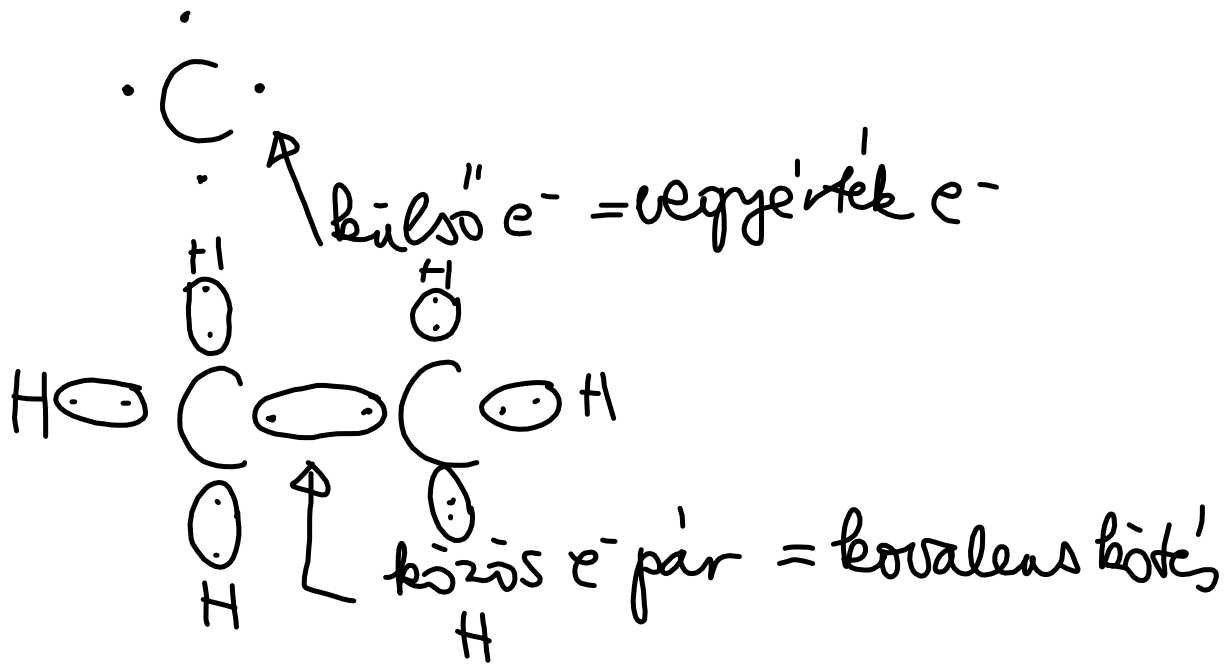 C
külső e⁻ = vegyérték e⁻
H H
H C C H
közös e⁻ pár = kovalens kötés
H H